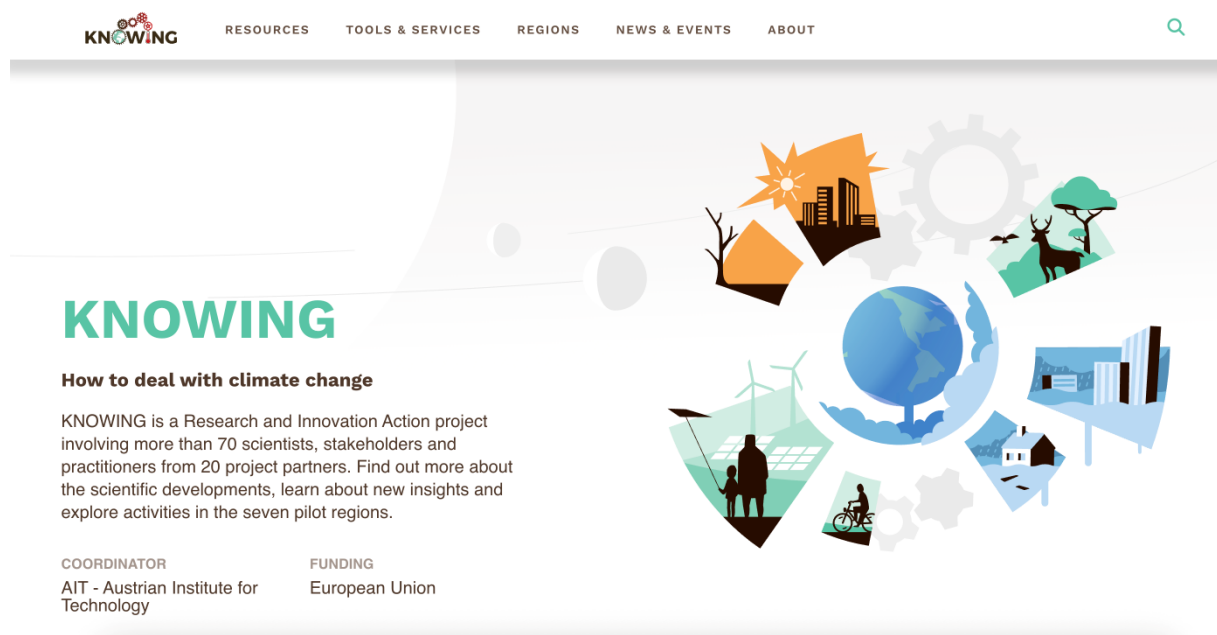 KNOWING
RESOURCES
TOOLS & SERVICES
REGIONS
NEWS & EVENTS
ABOUT
KNOWING
How to deal with climate change
KNOWING is a Research and Innovation Action project
involving more than 70 scientists, stakeholders and
practitioners from 20 project partners. Find out more about
the scientific developments, learn about new insights and
explore activities in the seven pilot regions.
COORDINATOR
AIT - Austrian Institute for
Technology
FUNDING
European Union